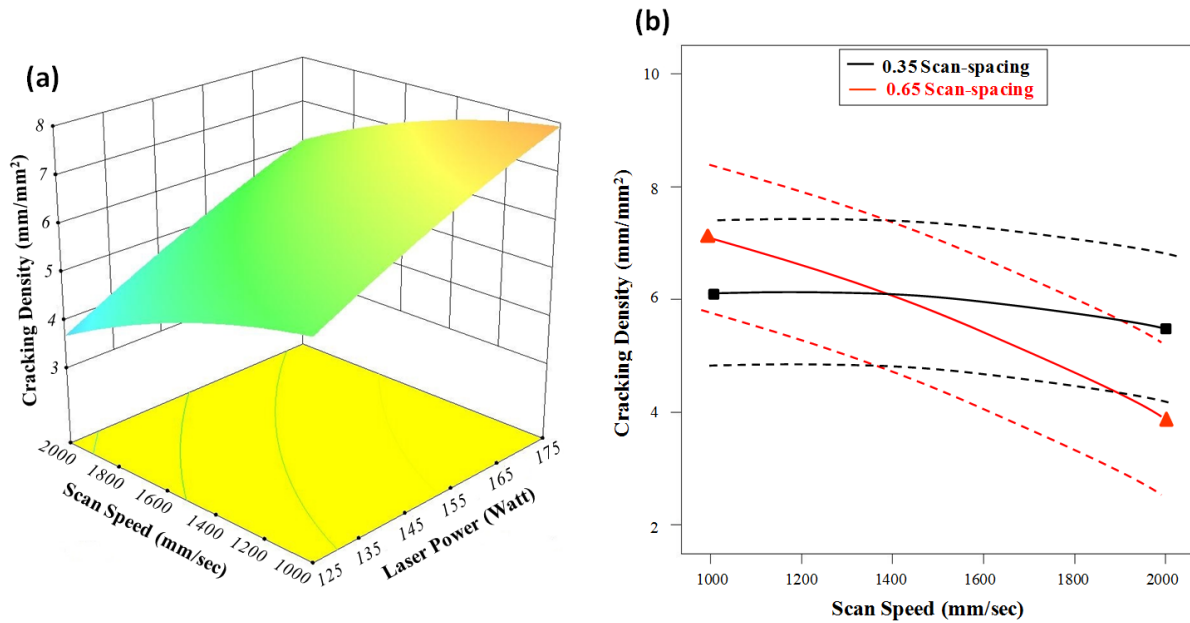 (a)
8
7
6
5
4
3
Cracking Density (mm/mm²)
2000
1800
1600
1400
1200
1000
Scan Speed (mm/sec)
125
135
145
155
165
175
Laser Power (Watt)
(b)
0.35 Scan-spacing
0.65 Scan-spacing
10
8
6
4
2
Cracking Density (mm/mm²)
1000 1200 1400 1600 1800 2000
Scan Speed (mm/sec)